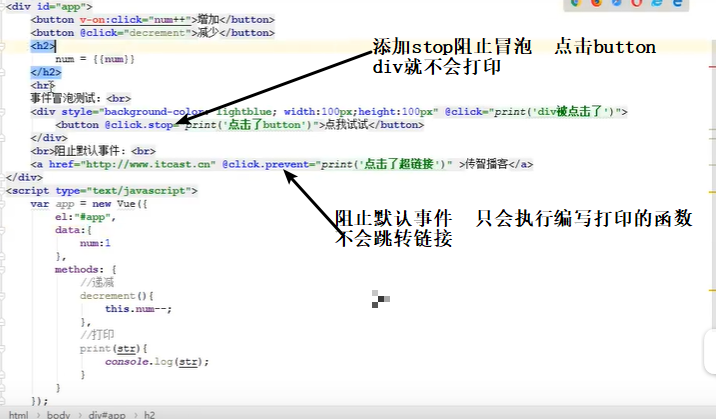 <div id="app">
<button v-on:click="num++">增加</button>
<button @click="decrement">减少</button>
<h2>
添加stop阻止冒泡 点击button
num = {{num}}
div就不会打印
</h2>
<hr>
事件冒泡测试：<br>
<div style="background-color: lightblue; width:100px;height:100px" @click="print('div被点击了')">
<button @click.stop="print('点击了button')">点我试试</button>
</div>
<br>阻止默认事件：<br>
<a href="http://www.itcast.cn" @click.prevent="print('点击了超链接')" >传智播客</a>
</div>
<script type="text/javascript">
var app = new Vue({
阻止默认事件 只会执行编写打印的函数
el:"#app",
不会跳转链接
data:{
num:1
},
methods: {
//递减
decrement(){
this.num--;
},
//打印
print(str){
console.log(str);
}
}
});
html › body › div#app › h2